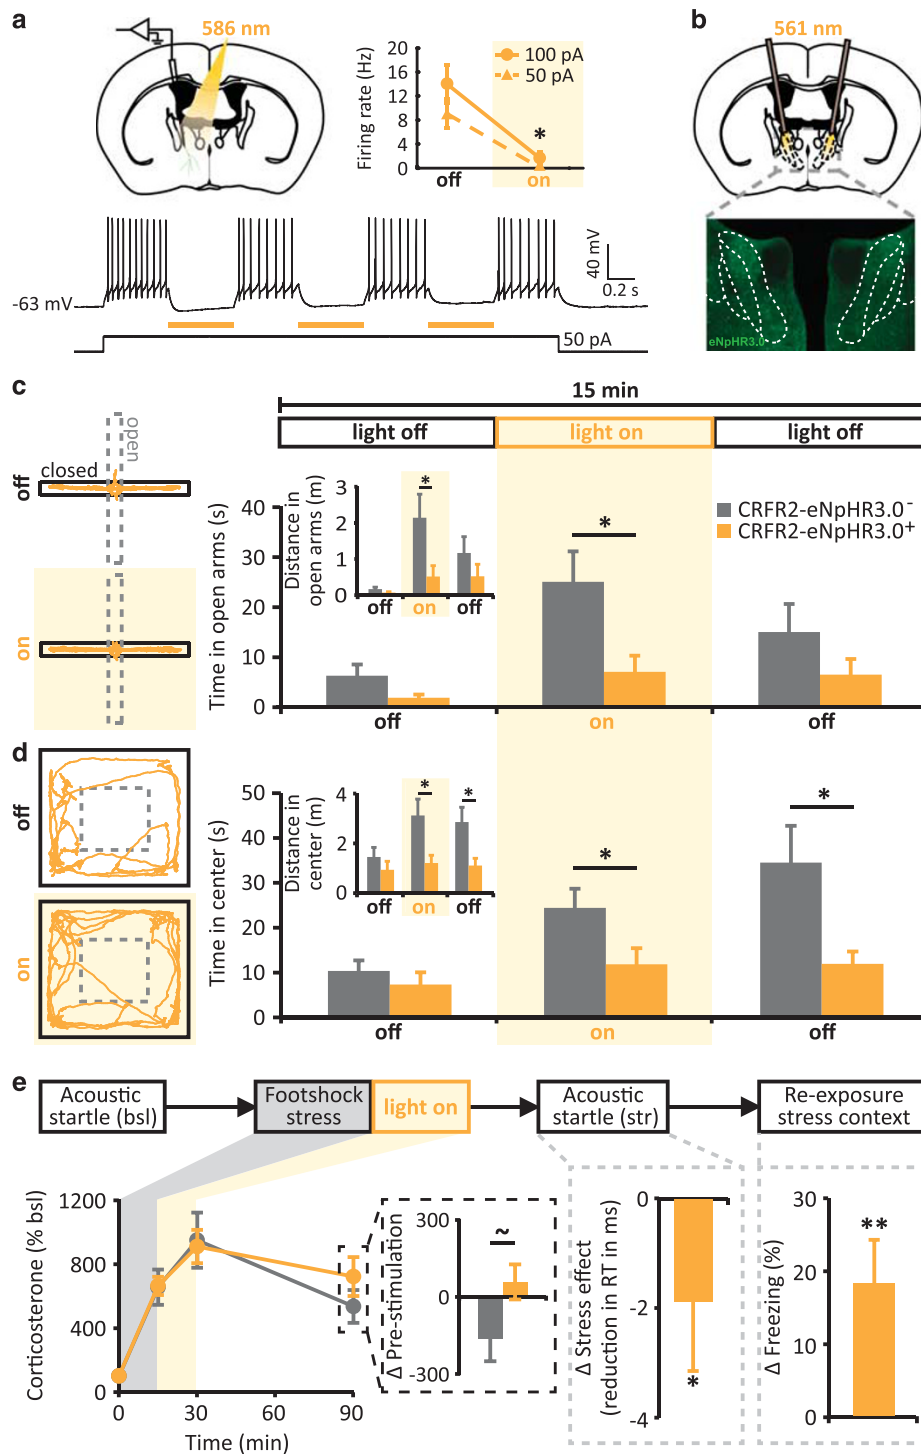 a
586 nm
Firing rate (Hz)
20
16
12
8
4
0
100 pA
50 pA
*
off
on
-63 mV
40 mV
0.2 s
50 pA
b
561 nm
eNpHR3.0
c
15 min
light off
light on
light off
off
closed
open
on
Time in open arms (s)
40
30
20
10
0
Distance in
open arms (m)
3
2
1
0
*
off
on
off
*
CRFR2-eNpHR3.0-
CRFR2-eNpHR3.0+
off
on
off
d
off
on
Time in center (s)
50
40
30
20
10
0
Distance in
center (m)
4
2
0
*
*
off
on
off
*
*
off
on
off
e
Acoustic
startle (bsl)
Footshock
stress
light on
Acoustic
startle (str)
Re-exposure
stress context
Corticosterone (% bsl)
1200
800
400
0
0
15
30
90
Time (min)
Δ Pre-stimulation
300
0
-300
~
Δ Stress effect
(reduction in RT in ms)
0
-2
-4
*
Δ Freezing (%)
30
20
10
0
**